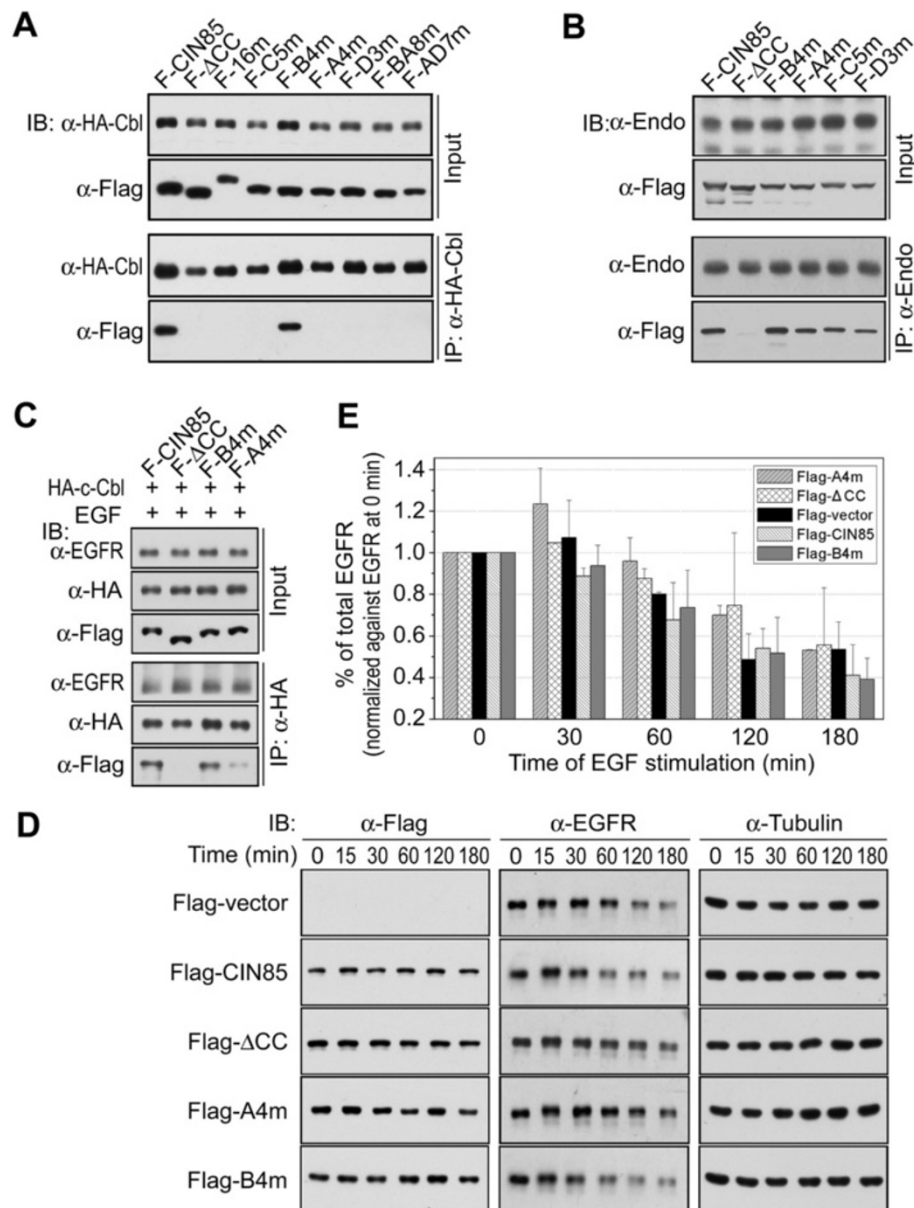 A
F-CIN85 F-ΔCC F-16m F-C5m F-B4m F-A4m F-D3m F-BA8m F-AD7m
IB: α-HA-Cbl
α-Flag
Input
α-HA-Cbl
α-Flag
IP: α-HA-Cbl
B
F-CIN85 F-ΔCC F-B4m F-A4m F-C5m F-D3m
IB:α-Endo
α-Flag
Input
α-Endo
α-Flag
IP: α-Endo
C
F-CIN85 F-ΔCC F-B4m F-A4m
HA-c-Cbl + + + +
EGF + + + +
IB:
α-EGFR
α-HA
α-Flag
Input
α-EGFR
α-HA
α-Flag
IP: α-HA
E
% of total EGFR
(normalized against EGFR at 0 min)
1.4
1.2
1.0
0.8
0.6
0.4
0.2
Flag-A4m
Flag-ΔCC
Flag-vector
Flag-CIN85
Flag-B4m
0 30 60 120 180
Time of EGF stimulation (min)
D
IB: α-Flag α-EGFR α-Tubulin
Time (min) 0 15 30 60 120 180 0 15 30 60 120 180 0 15 30 60 120 180
Flag-vector
Flag-CIN85
Flag-ΔCC
Flag-A4m
Flag-B4m